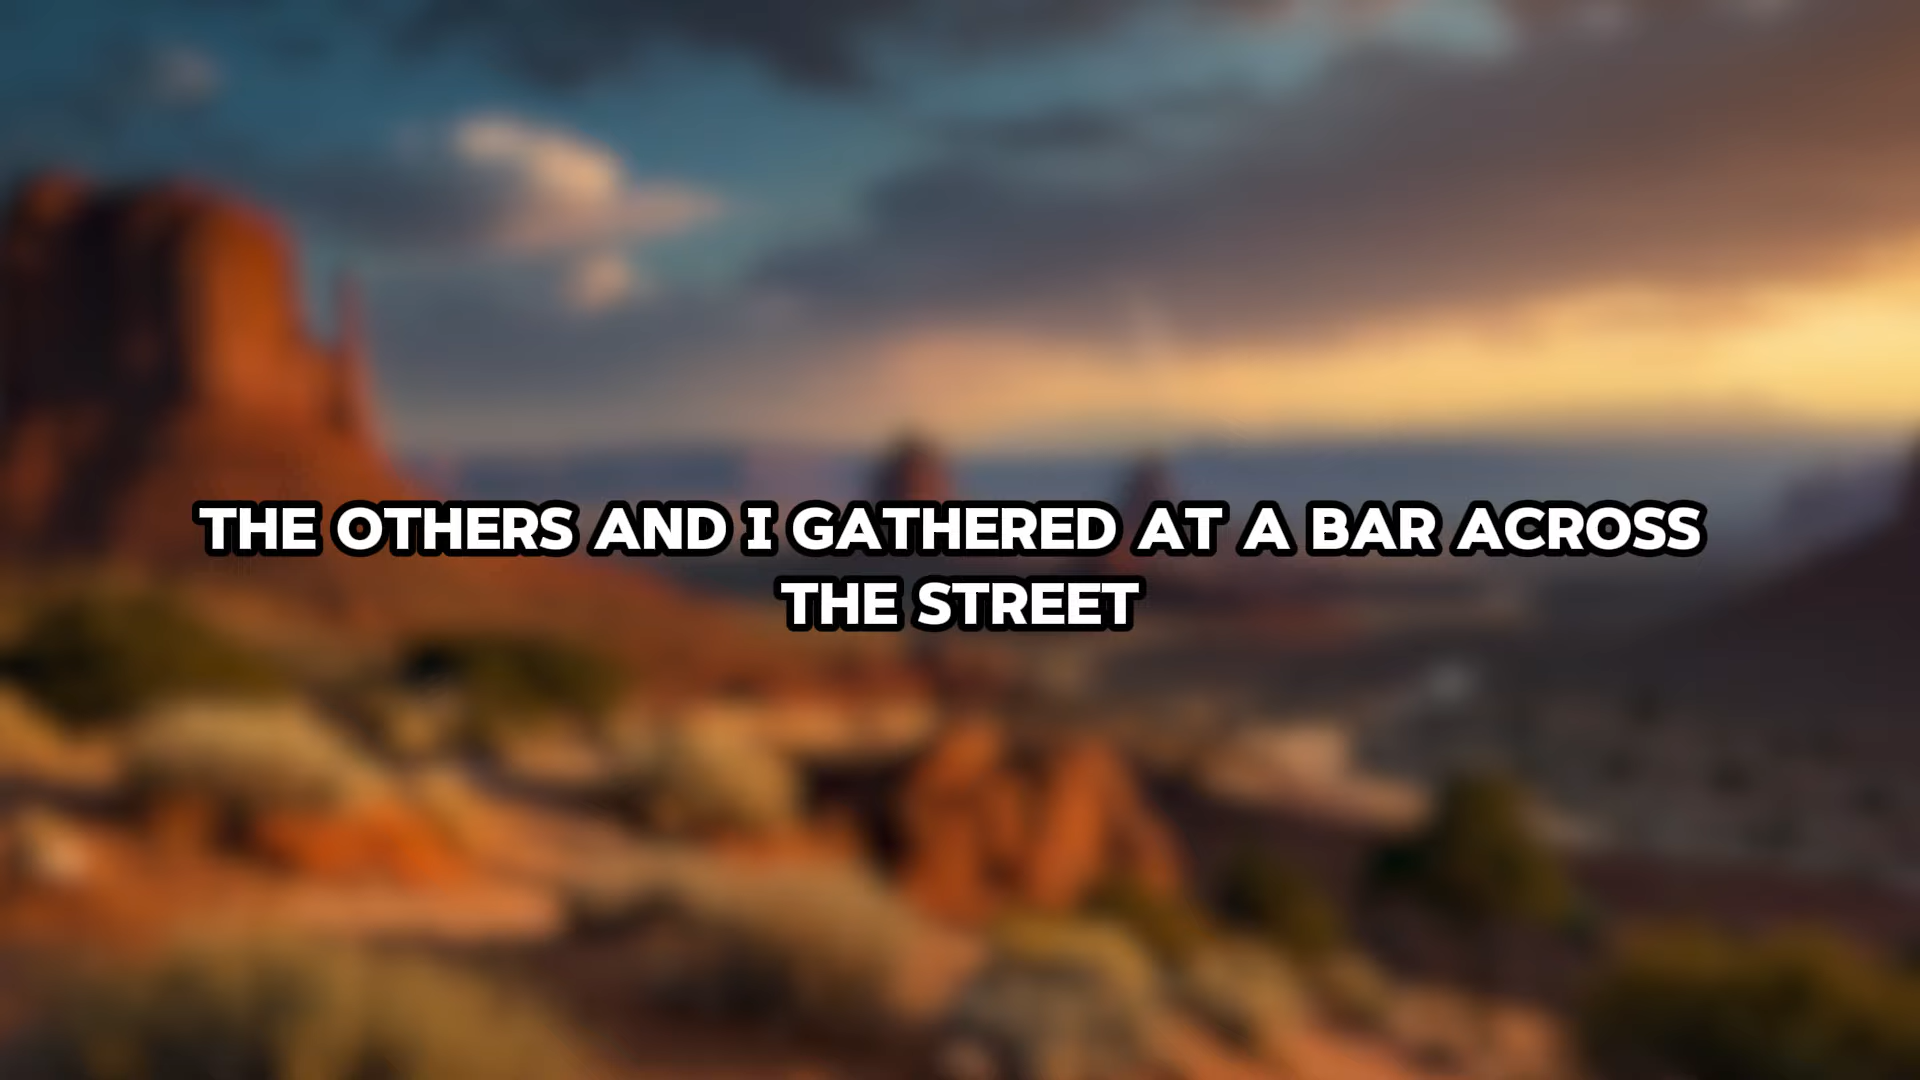 THE OTHERS AND I GATHERED AT A BAR ACROSS
THE STREET